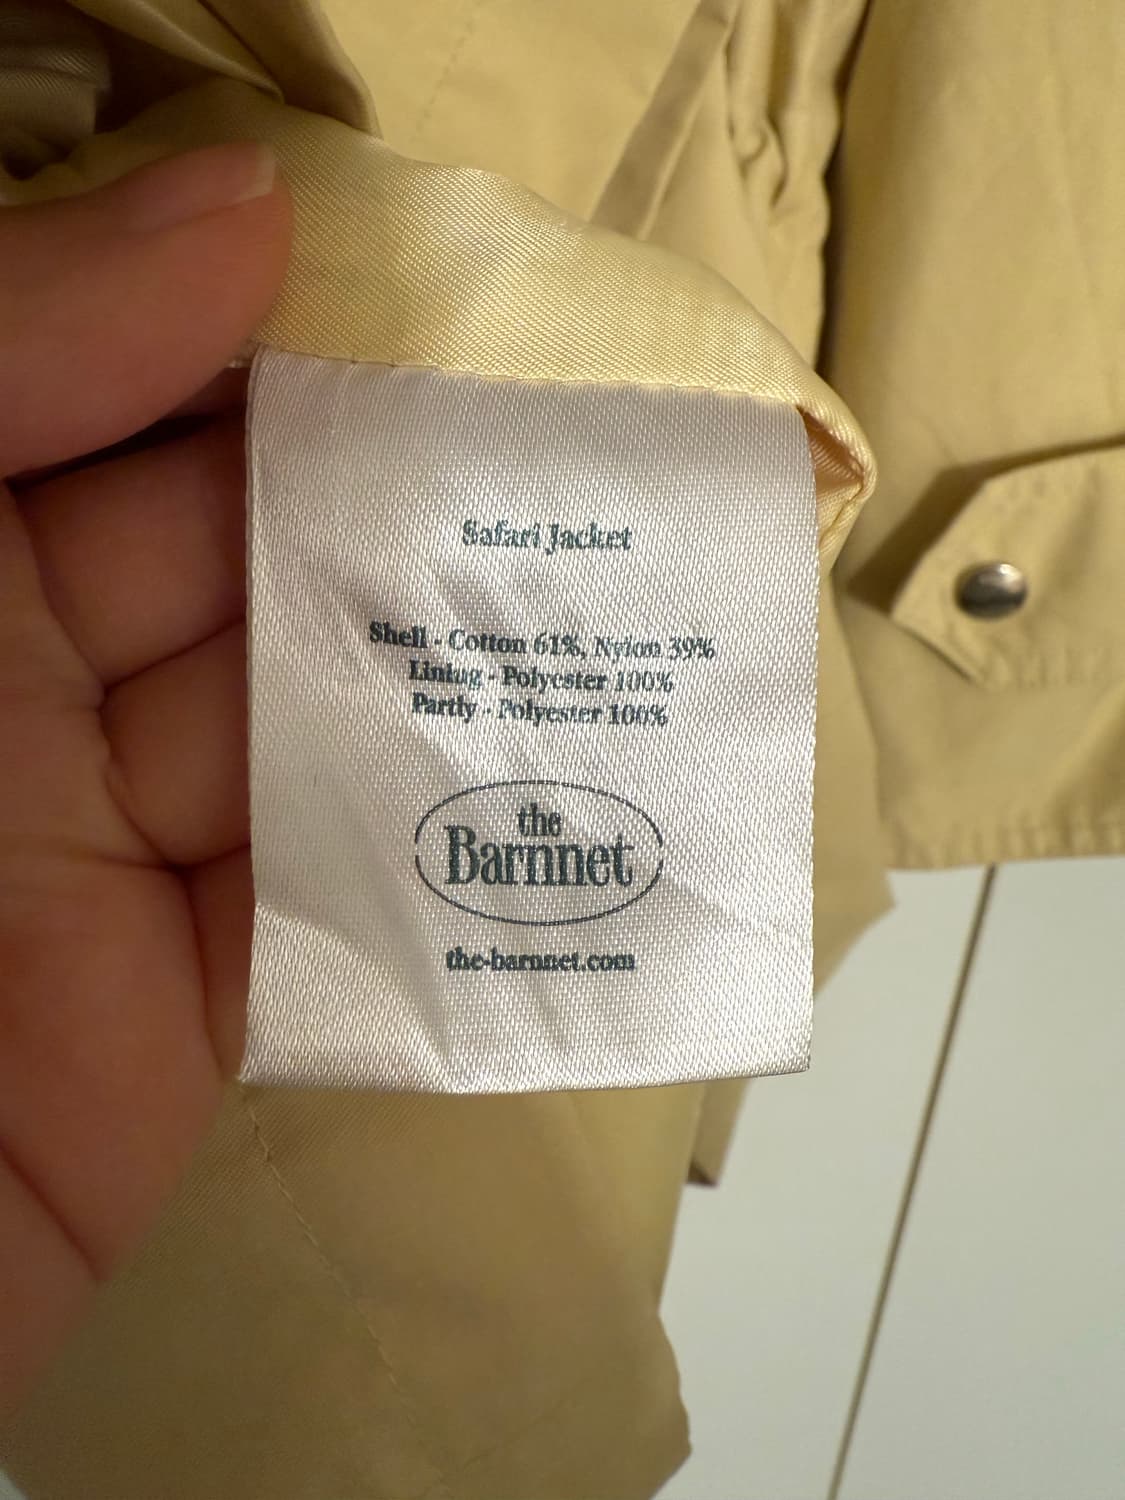 Safari Jacket
Shell - Cotton 61%, Nylon 39%
Lining - Polyester 100%
Partly - Polyester 100%
the
Barnnet
the-barnnet.com